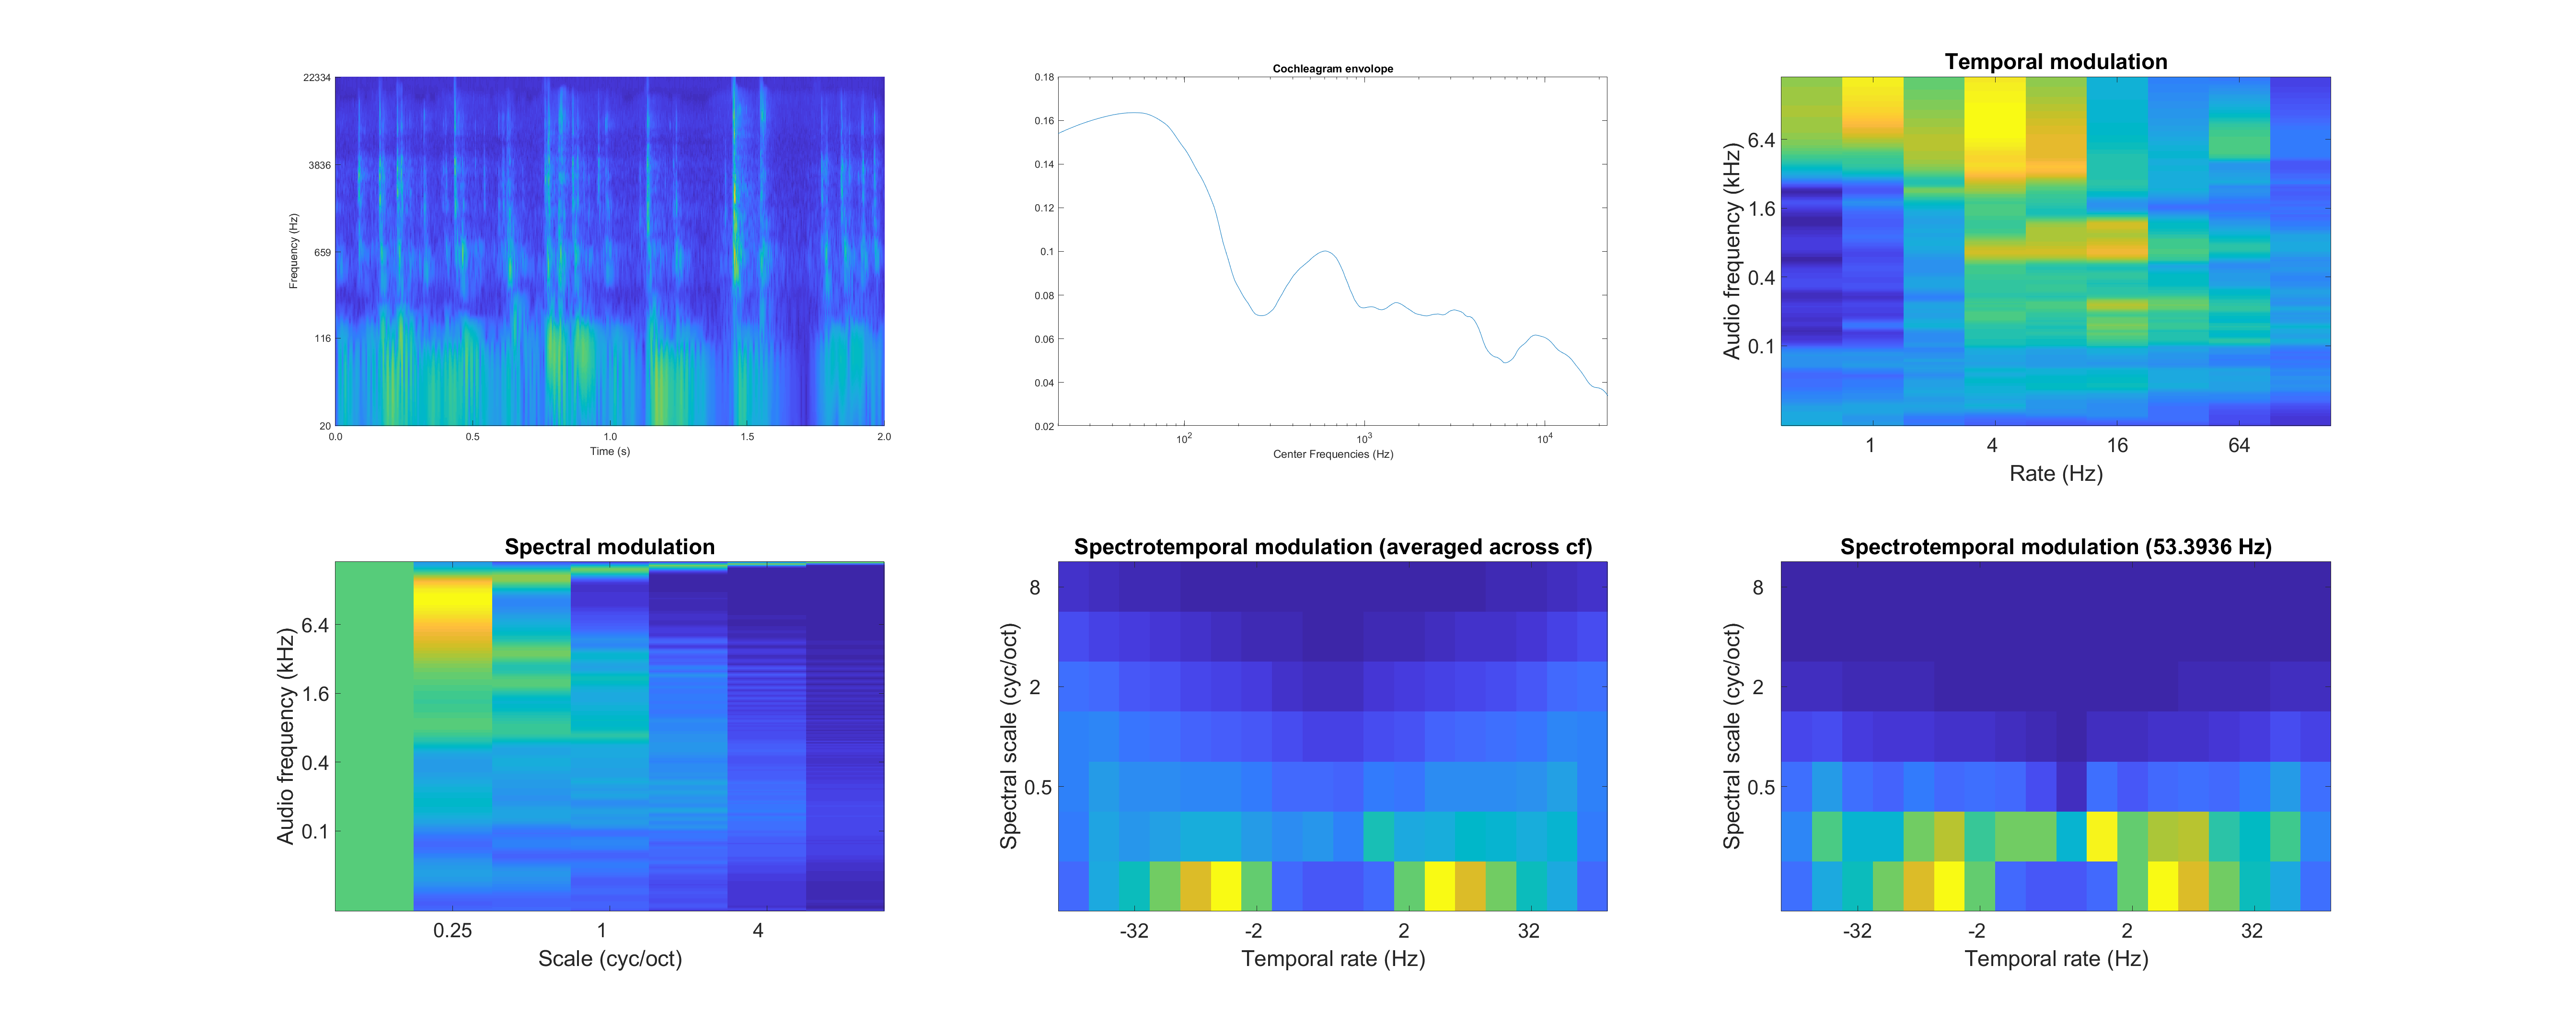 22334
3836
659
116
20
0.0 0.5 1.0 1.5 2.0
Frequency (Hz)
Time (s)
Cochleagram envolope
0.18
0.16
0.14
0.12
0.1
0.08
0.06
0.04
0.02
10^2 10^3 10^4
Center Frequencies (Hz)
Temporal modulation
6.4
1.6
0.4
0.1
Audio frequency (kHz)
1 4 16 64
Rate (Hz)
Spectral modulation
6.4
1.6
0.4
0.1
Audio frequency (kHz)
0.25 1 4
Scale (cyc/oct)
Spectrotemporal modulation (averaged across cf)
8
2
0.5
Spectral scale (cyc/oct)
-32 -2 2 32
Temporal rate (Hz)
Spectrotemporal modulation (53.3936 Hz)
8
2
0.5
Spectral scale (cyc/oct)
-32 -2 2 32
Temporal rate (Hz)